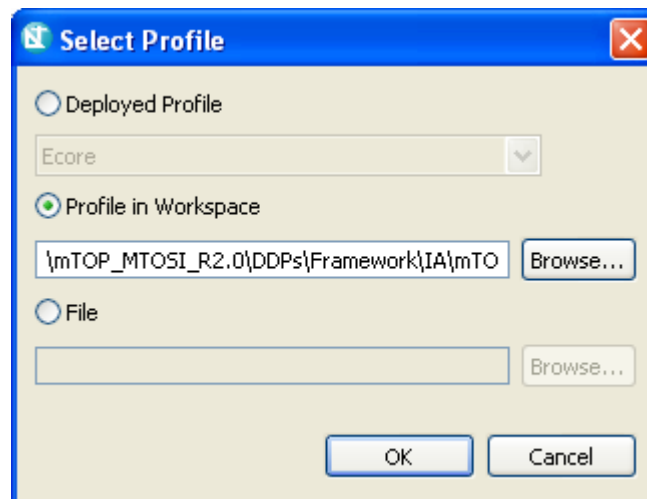 Select Profile
Deployed Profile
Ecore
Profile in Workspace
\mTOP_MTOSI_R2.0\DDPs\Framework\IA\mTO
Browse...
File
Browse...
OK
Cancel